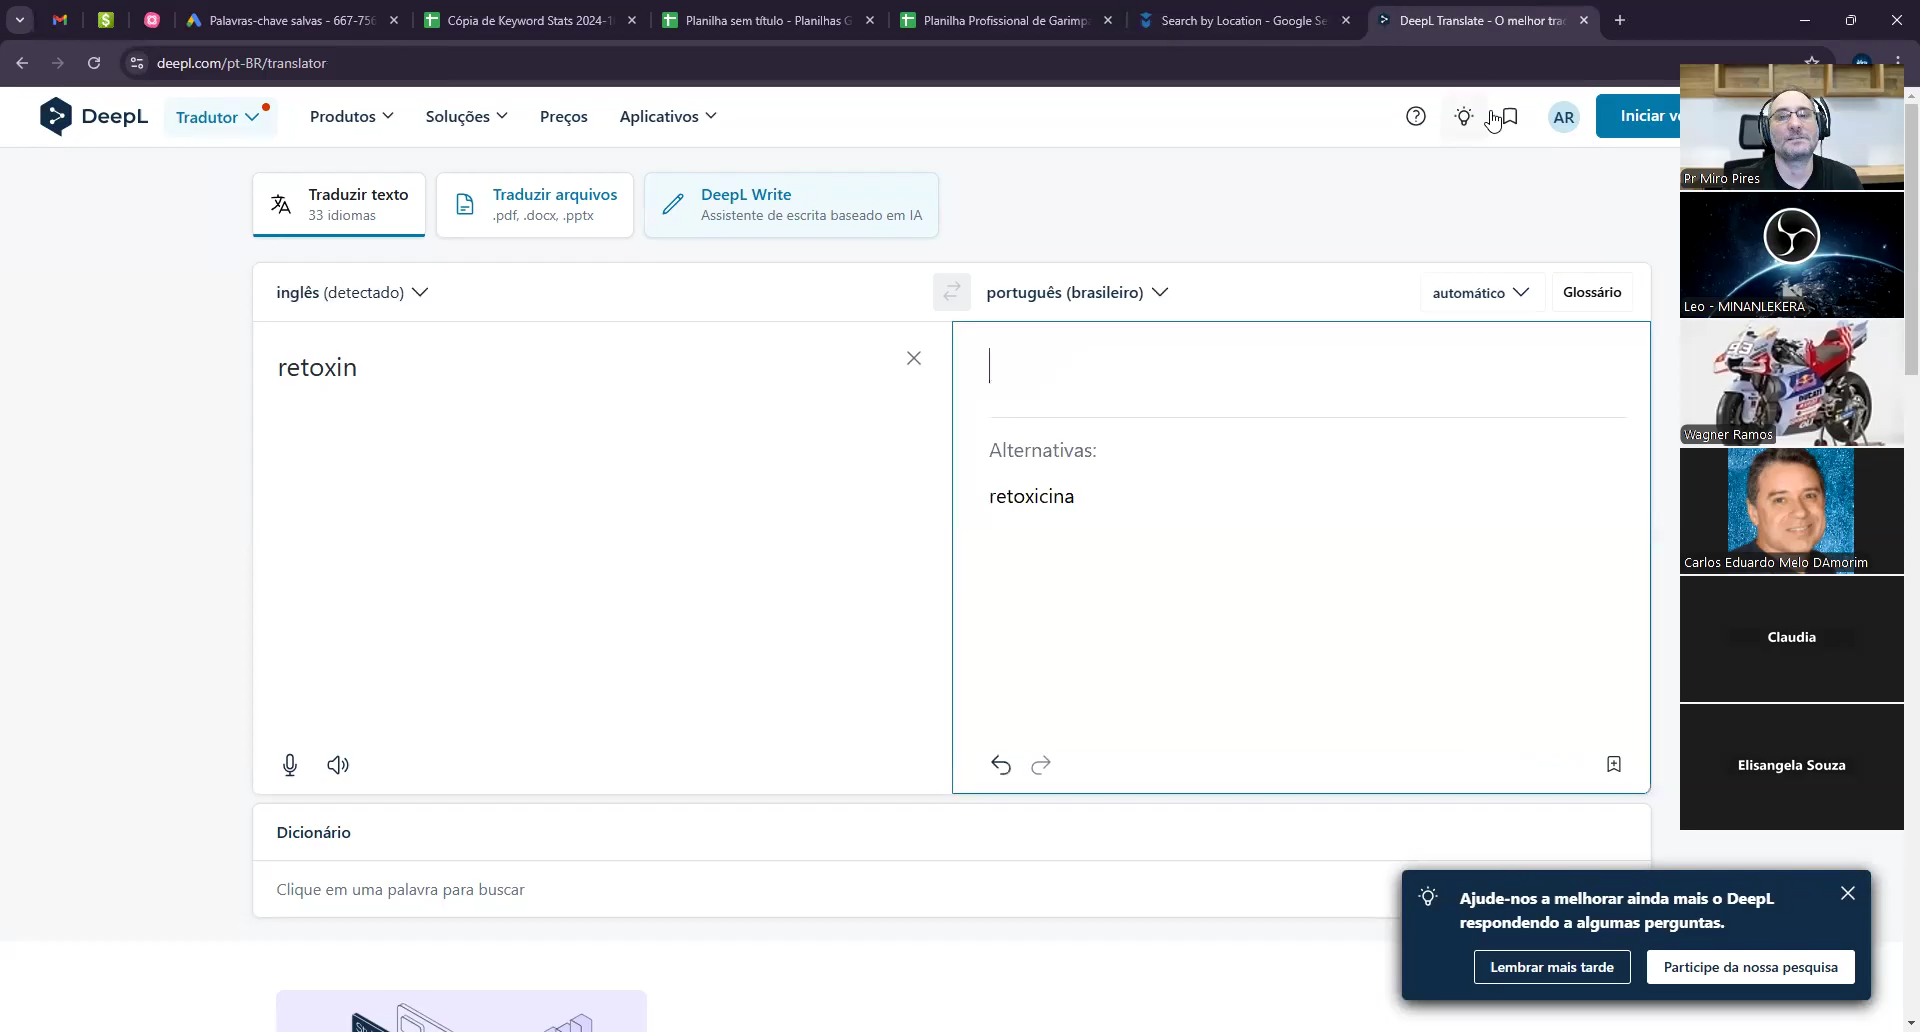 Palavras-chave salvas - 667-756
Cópia de Keyword Stats 2024-1
Planilha sem título - Planilhas G
Planilha Profissional de Garimp
Search by Location - Google Se
DeepL Translate - O melhor tra
deepl.com/pt-BR/translator
DeepL
Tradutor
Produtos
Soluções
Preços
Aplicativos
AR
Iniciar ve
Traduzir texto
33 idiomas
Traduzir arquivos
.pdf, .docx, .pptx
DeepL Write
Assistente de escrita baseado em IA
inglês (detectado)
português (brasileiro)
automático
Glossário
retoxin
Alternativas:
retoxicina
Dicionário
Clique em uma palavra para buscar
Pr Miro Pires
Leo - MINANLEKERA
93
Wagner Ramos
Carlos Eduardo Melo DAmorim
Claudia
Elisangela Souza
Ajude-nos a melhorar ainda mais o DeepL
respondendo a algumas perguntas.
Lembrar mais tarde
Participe da nossa pesquisa